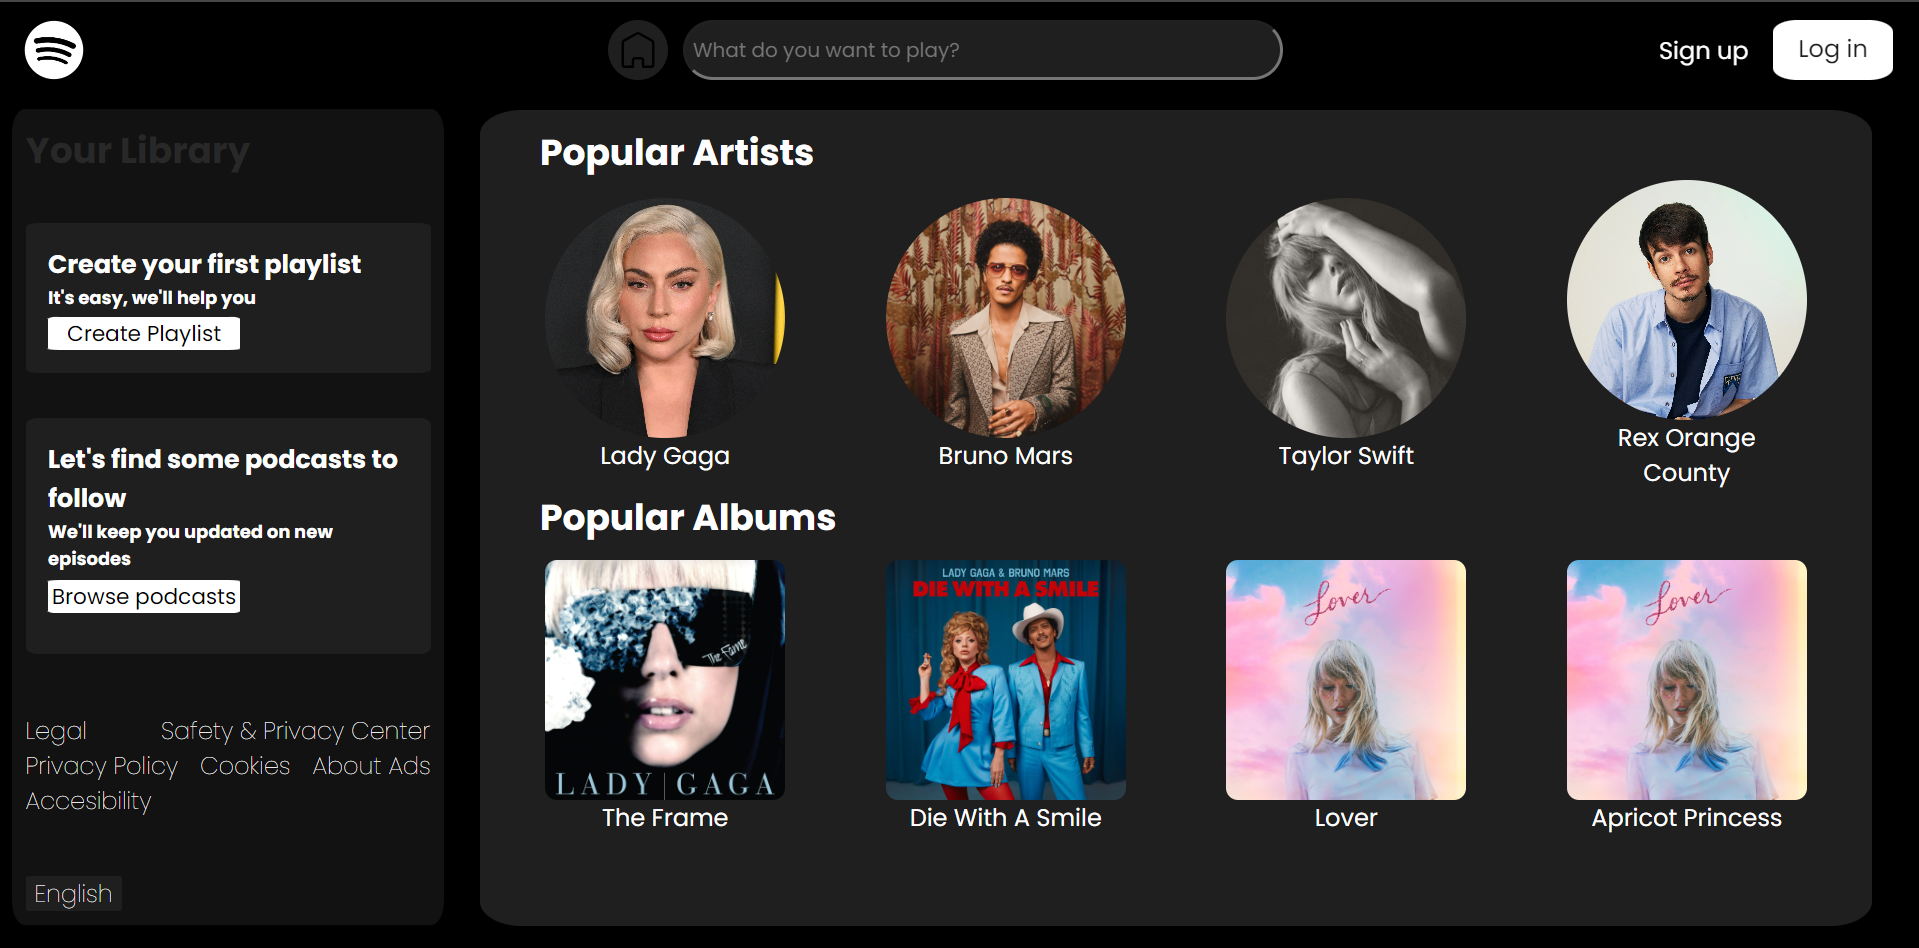 What do you want to play?
Sign up
Log in
Your Library
Create your first playlist
It's easy, we'll help you
Create Playlist
Let's find some podcasts to
follow
We'll keep you updated on new
episodes
Browse podcasts
Legal Safety & Privacy Center
Privacy Policy Cookies About Ads
Accesibility
English
Popular Artists
Lady Gaga
Bruno Mars
Taylor Swift
Rex Orange
County
Popular Albums
The Fame
LADY | GAGA
LADY GAGA & BRUNO MARS
DIE WITH A SMILE
Lover
Lover
The Frame
Die With A Smile
Lover
Apricot Princess